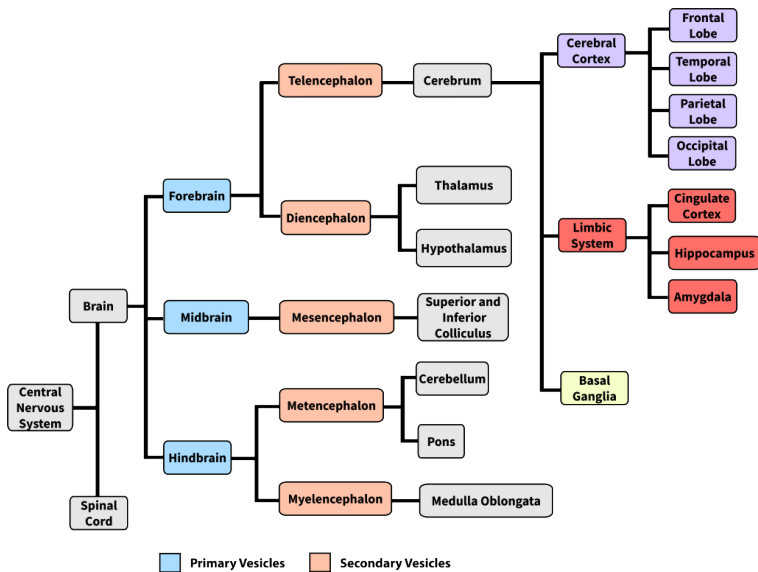 Frontal
Lobe
Cerebral
Cortex
Temporal
Lobe
Telencephalon
Cerebrum
Parietal
Lobe
Occipital
Lobe
Thalamus
Forebrain
Cingulate
Cortex
Diencephalon
Limbic
System
Hypothalamus
Hippocampus
Amygdala
Brain
Midbrain
Mesencephalon
Superior and
Inferior
Colliculus
Cerebellum
Basal
Ganglia
Central
Nervous
System
Metencephalon
Pons
Hindbrain
Myelencephalon
Medulla Oblongata
Spinal
Cord
Primary Vesicles
Secondary Vesicles